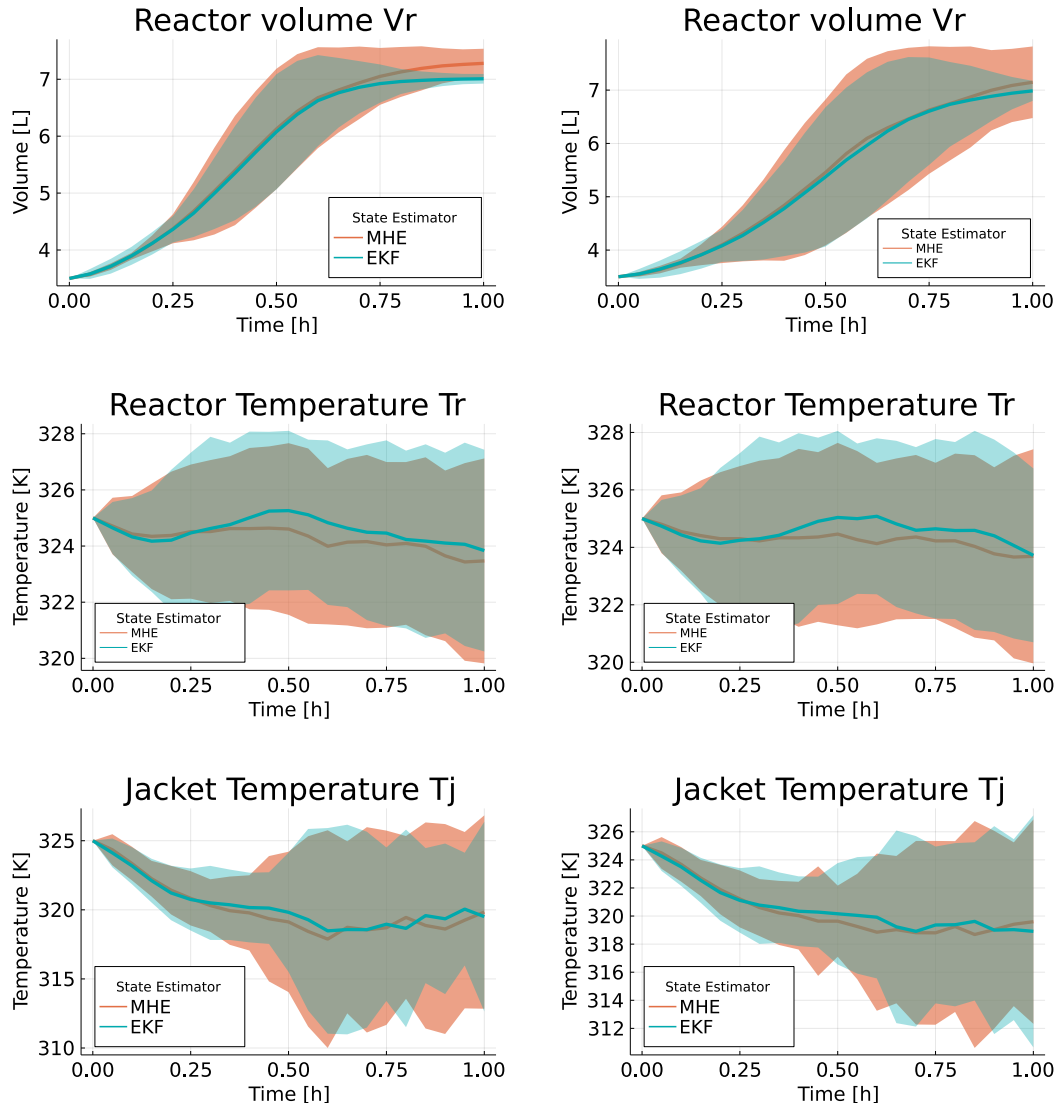 Reactor volume Vr
Volume [L]
7
6
5
4
State Estimator
MHE
EKF
0.00 0.25 0.50 0.75 1.00
Time [h]
Reactor volume Vr
Volume [L]
7
6
5
4
State Estimator
MHE
EKF
0.00 0.25 0.50 0.75 1.00
Time [h]
Reactor Temperature Tr
Temperature [K]
328
326
324
322
320
State Estimator
MHE
EKF
0.00 0.25 0.50 0.75 1.00
Time [h]
Reactor Temperature Tr
Temperature [K]
328
326
324
322
320
State Estimator
MHE
EKF
0.00 0.25 0.50 0.75 1.00
Time [h]
Jacket Temperature Tj
Temperature [K]
325
320
315
310
State Estimator
MHE
EKF
0.00 0.25 0.50 0.75 1.00
Time [h]
Jacket Temperature Tj
Temperature [K]
326
324
322
320
318
316
314
312
State Estimator
MHE
EKF
0.00 0.25 0.50 0.75 1.00
Time [h]